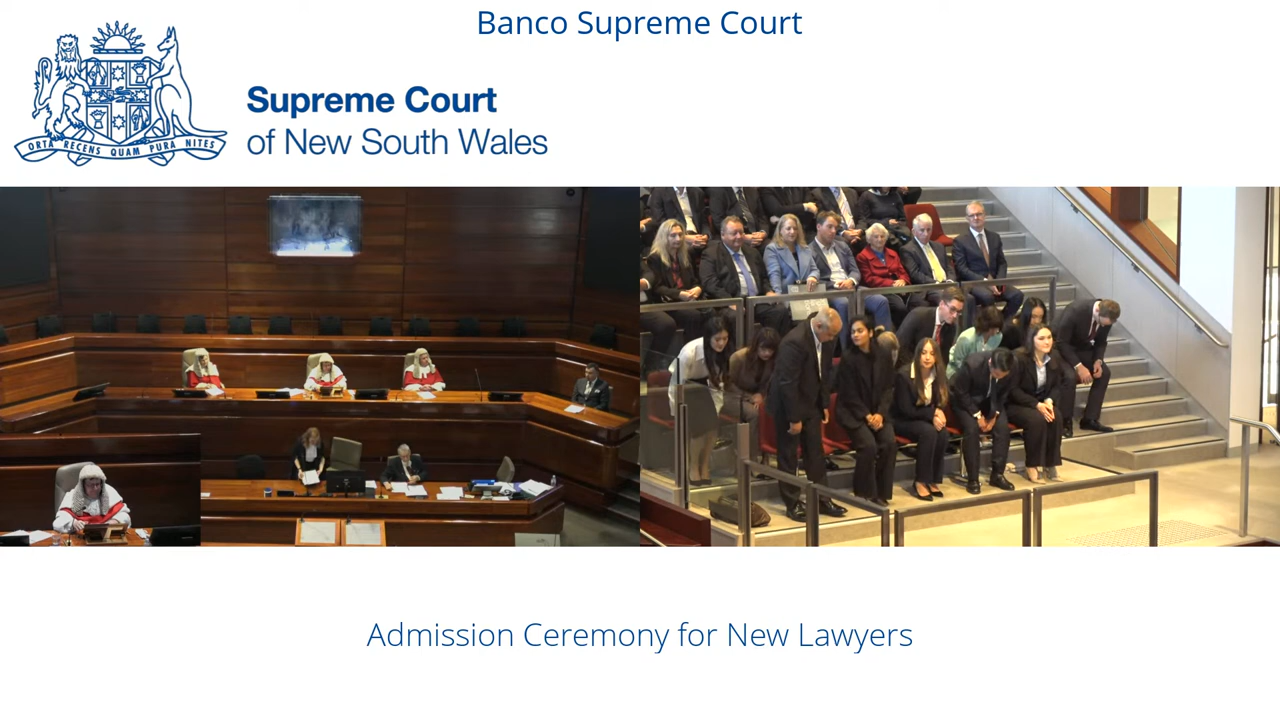 Banco Supreme Court
Supreme Court
of New South Wales
ORTA RECENS QUAM PURA NITES
Admission Ceremony for New Lawyers